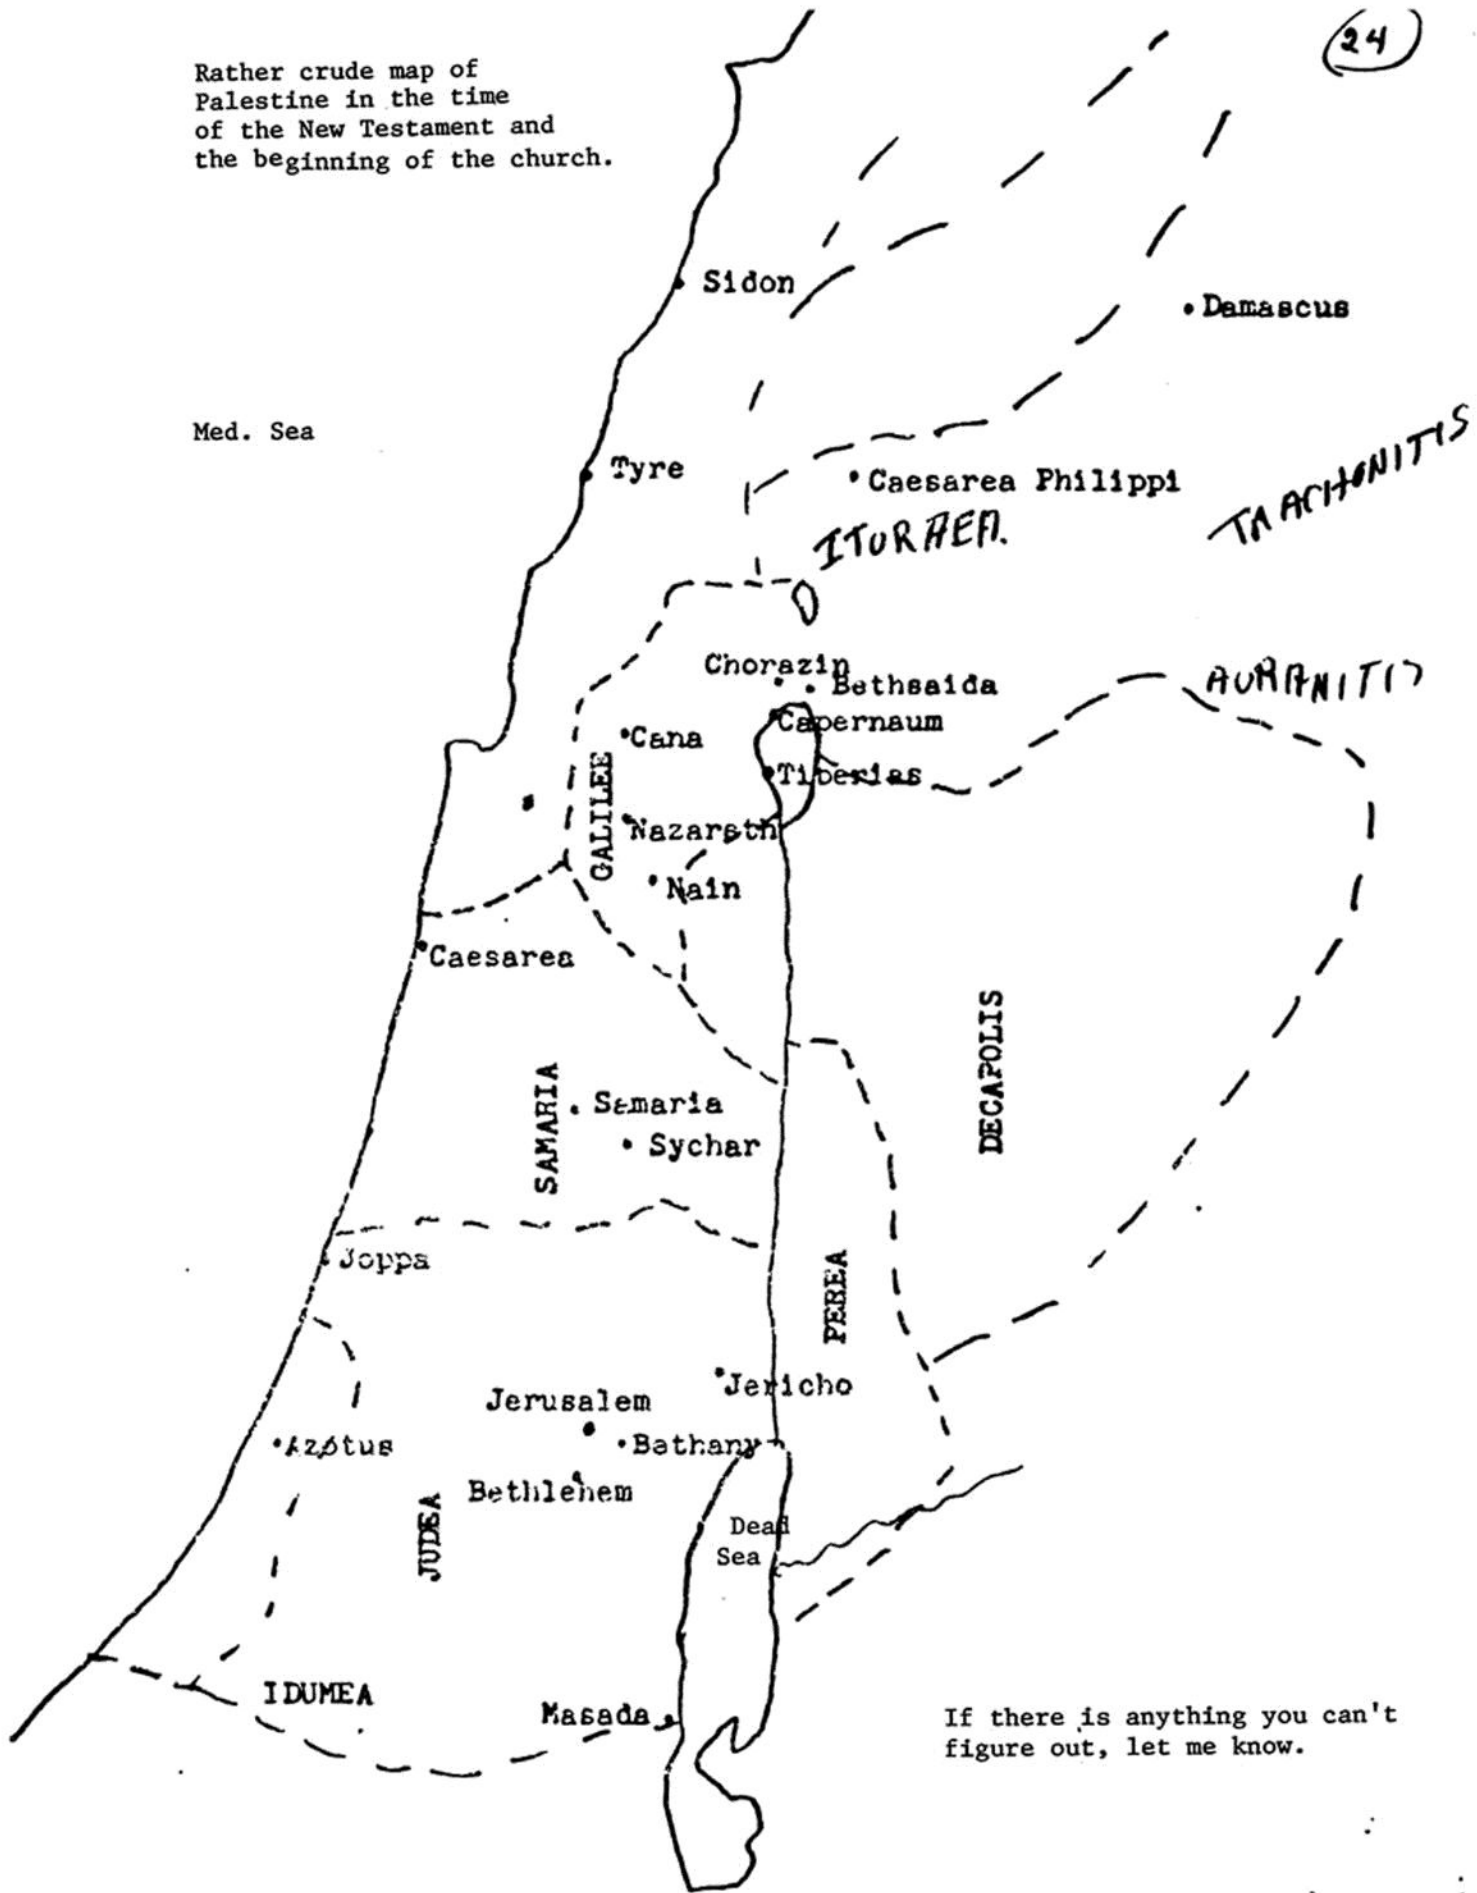 24
Rather crude map of
Palestine in the time
of the New Testament and
the beginning of the church.
Sidon
Damascus
Med. Sea
Tyre
Caesarea Philippi
TRACHONITIS
ITURAEA.
Chorazin
Bethsaida
AURANITIS
Capernaum
Cana
Tiberias
GALILEE
Nazareth
Nain
Caesarea
DECAPOLIS
SAMARIA
Samaria
Sychar
Joppa
PEREA
Jericho
Jerusalem
Azotus
Bethany
Bethlehem
JUDEA
Dead
Sea
IDUMEA
Masada
If there is anything you can't
figure out, let me know.